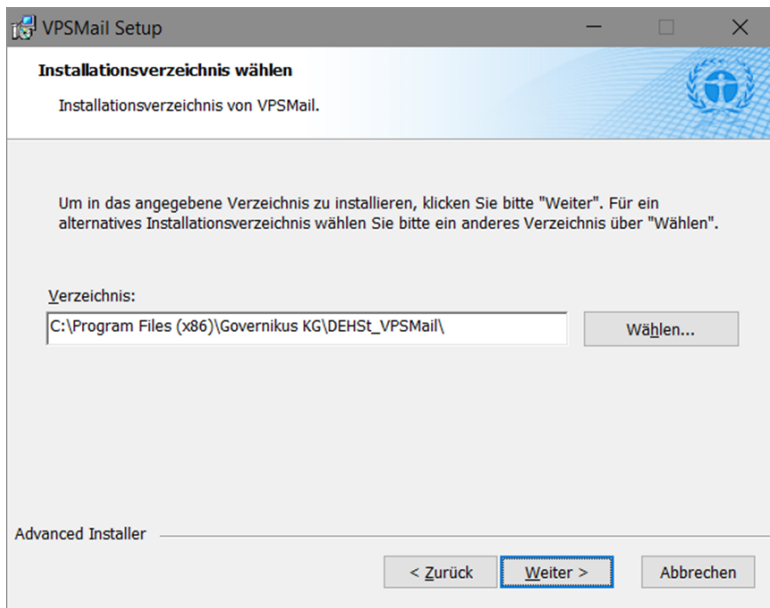 VPSMail Setup
Installationsverzeichnis wählen
Installationsverzeichnis von VPSMail.
Um in das angegebene Verzeichnis zu installieren, klicken Sie bitte "Weiter". Für ein
alternatives Installationsverzeichnis wählen Sie bitte ein anderes Verzeichnis über "Wählen".
Verzeichnis:
C:\Program Files (x86)\Governikus KG\DEHSt_VPSMail\
Wählen...
Advanced Installer
< Zurück
Weiter >
Abbrechen